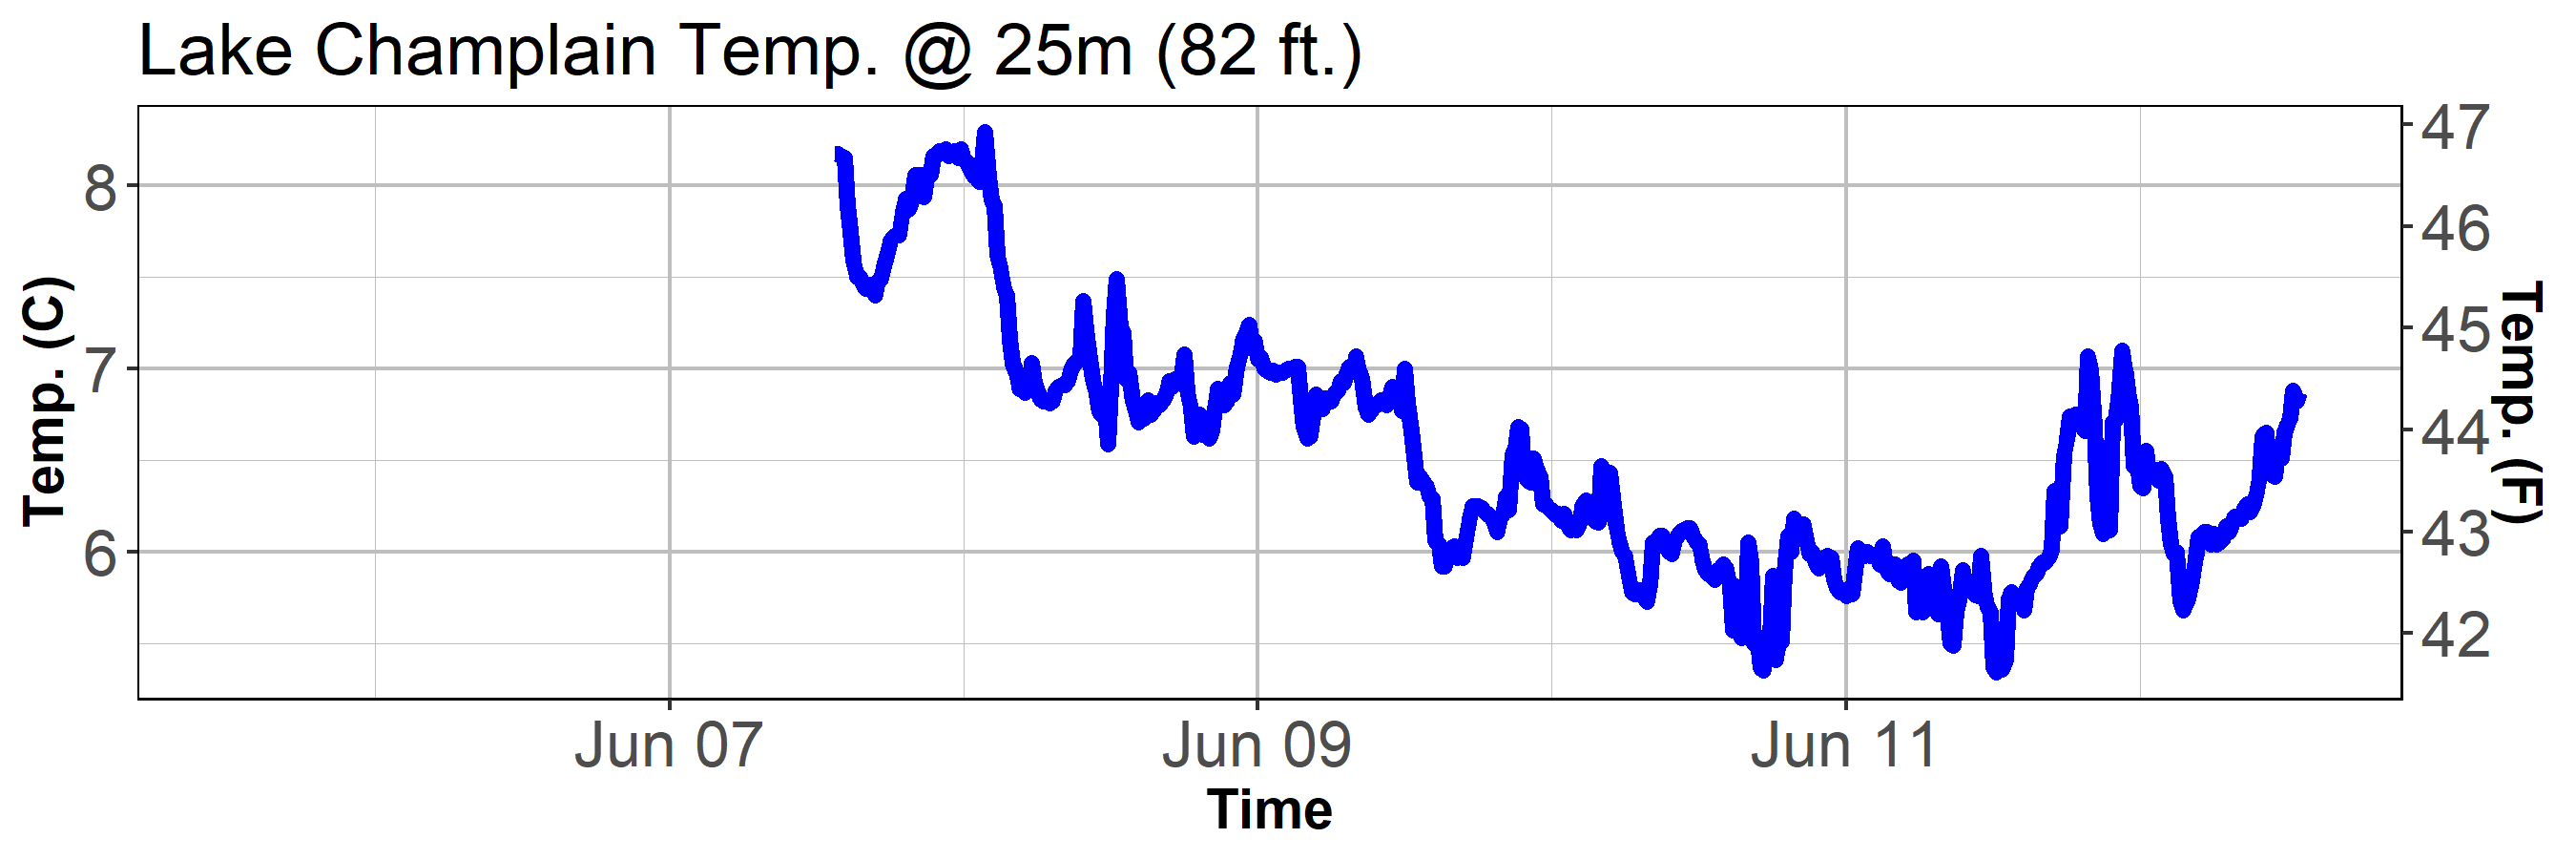 Lake Champlain Temp. @ 25m (82 ft.)
8
7
6
Temp. (C)
47
46
45
44
43
42
Temp. (F)
Jun 07
Jun 09
Jun 11
Time